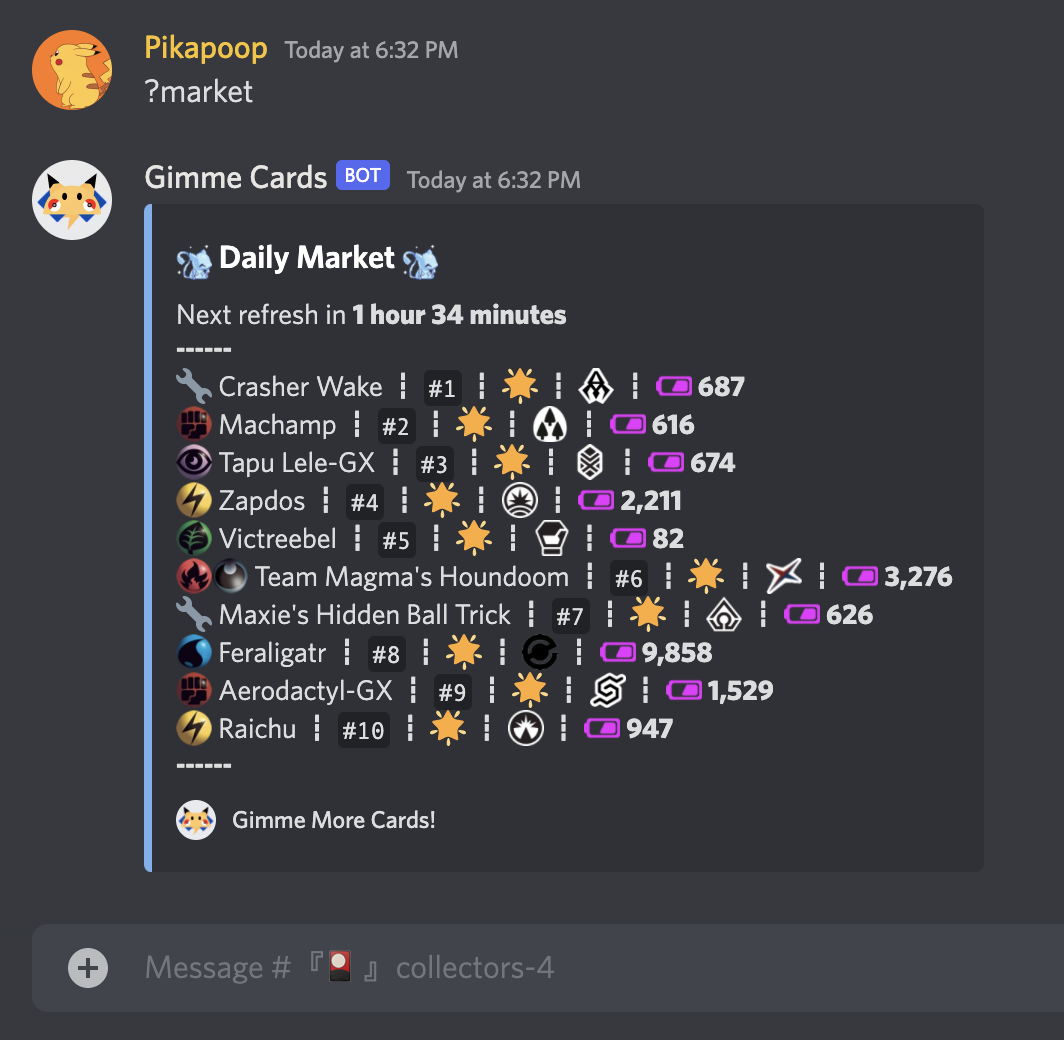 Pikapoop Today at 6:32 PM
?market
Gimme Cards BOT Today at 6:32 PM
Daily Market
Next refresh in 1 hour 34 minutes
------
Crasher Wake ┋ #1 ┋ ┋ ┋ 687
Machamp ┋ #2 ┋ ┋ ┋ 616
Tapu Lele-GX ┋ #3 ┋ ┋ ┋ 674
Zapdos ┋ #4 ┋ ┋ ┋ 2,211
Victreebel ┋ #5 ┋ ┋ ┋ 82
Team Magma's Houndoom ┋ #6 ┋ ┋ ┋ 3,276
Maxie's Hidden Ball Trick ┋ #7 ┋ ┋ ┋ 626
Feraligatr ┋ #8 ┋ ┋ ┋ 9,858
Aerodactyl-GX ┋ #9 ┋ ┋ ┋ 1,529
Raichu ┋ #10 ┋ ┋ ┋ 947
------
Gimme More Cards!
Message # 『🎴』 collectors-4